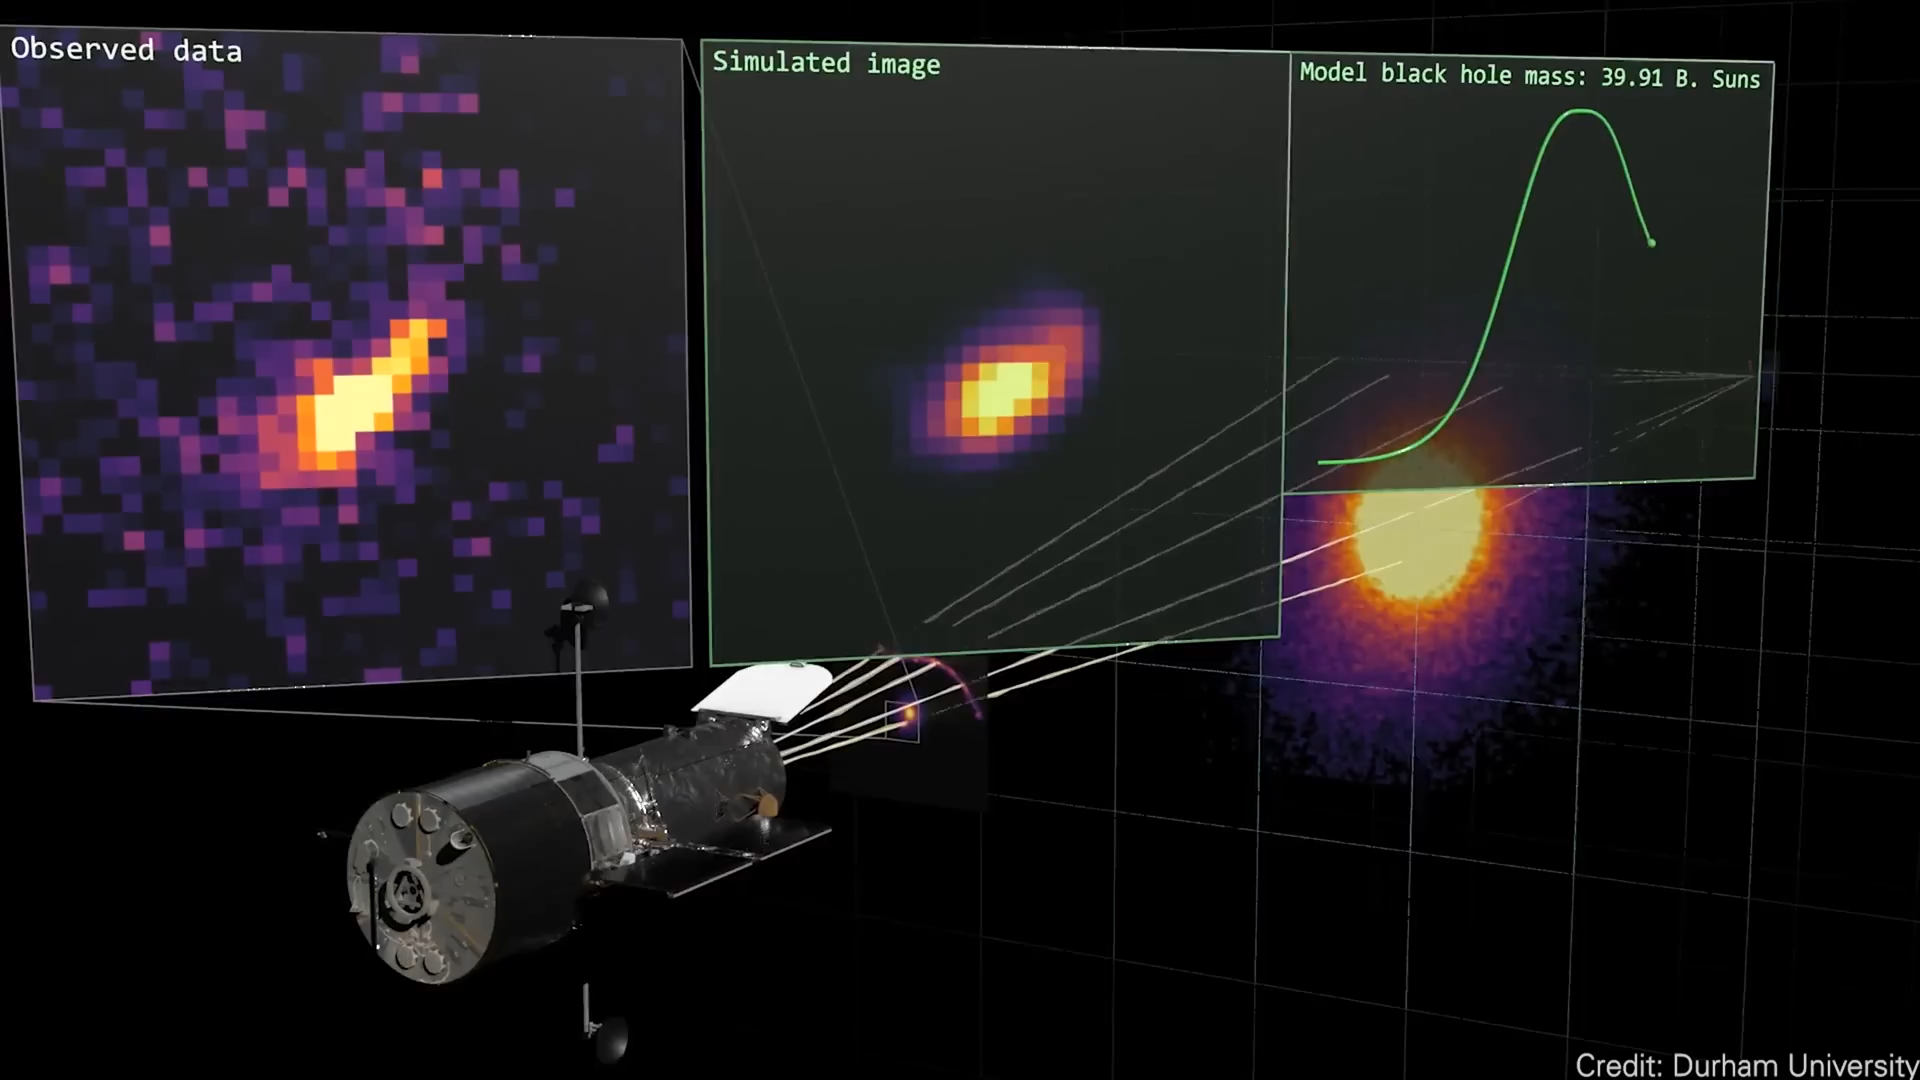 Observed data
Simulated image
Model black hole mass: 39.91 B. Suns
Credit: Durham University